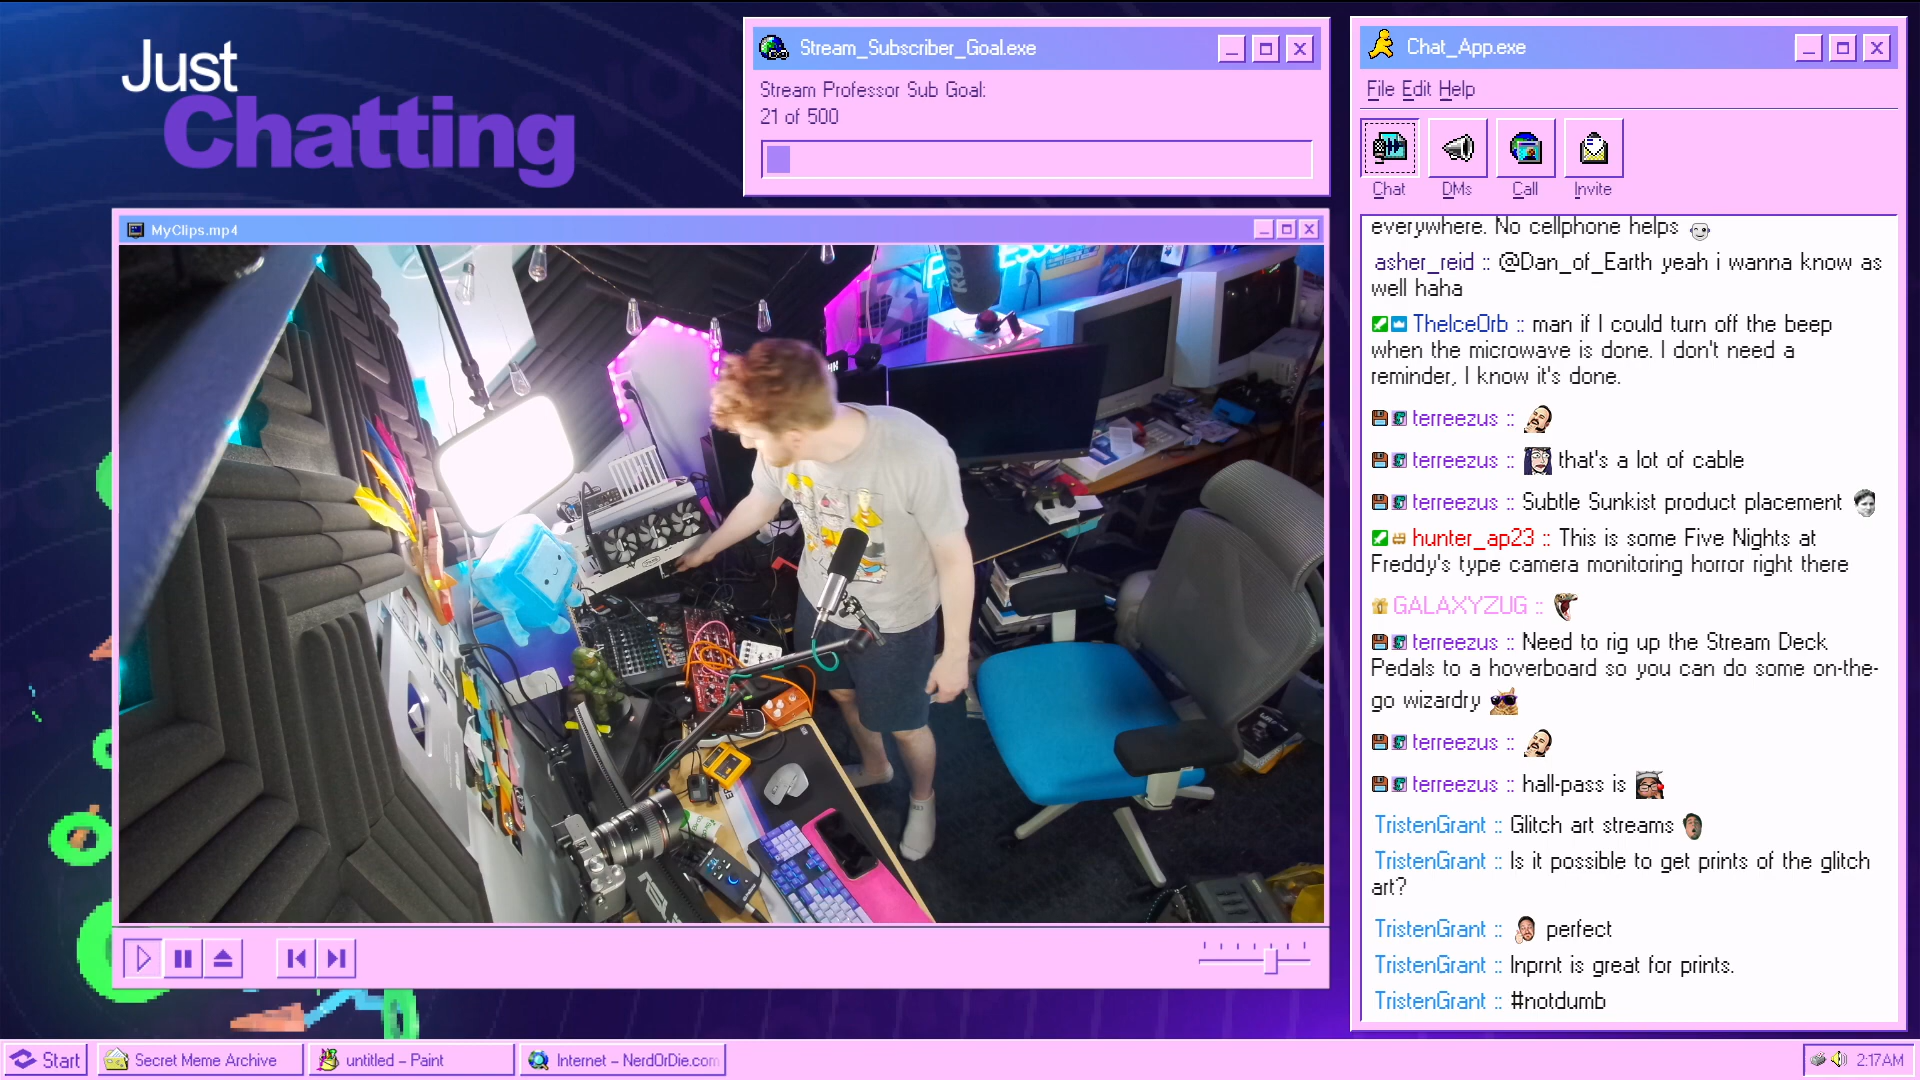 Just
Chatting
Stream_Subscriber_Goal.exe
Stream Professor Sub Goal:
21 of 500
MyClips.mp4
Chat_App.exe
File Edit Help
Chat DMs Call Invite
everywhere. No cellphone helps
asher_reid :: @Dan_of_Earth yeah i wanna know as
well haha
TheIceOrb :: man if I could turn off the beep
when the microwave is done. I don't need a
reminder, I know it's done.
terreezus ::
terreezus :: that's a lot of cable
terreezus :: Subtle Sunkist product placement
hunter_ap23 :: This is some Five Nights at
Freddy's type camera monitoring horror right there
GALAXYZUG ::
terreezus :: Need to rig up the Stream Deck
Pedals to a hoverboard so you can do some on-the-
go wizardry
terreezus ::
terreezus :: hall-pass is
TristenGrant :: Glitch art streams
TristenGrant :: Is it possible to get prints of the glitch
art?
TristenGrant :: perfect
TristenGrant :: Inprnt is great for prints.
TristenGrant :: #notdumb
Start
Secret Meme Archive
untitled – Paint
Internet – NerdOrDie.com
2:17AM